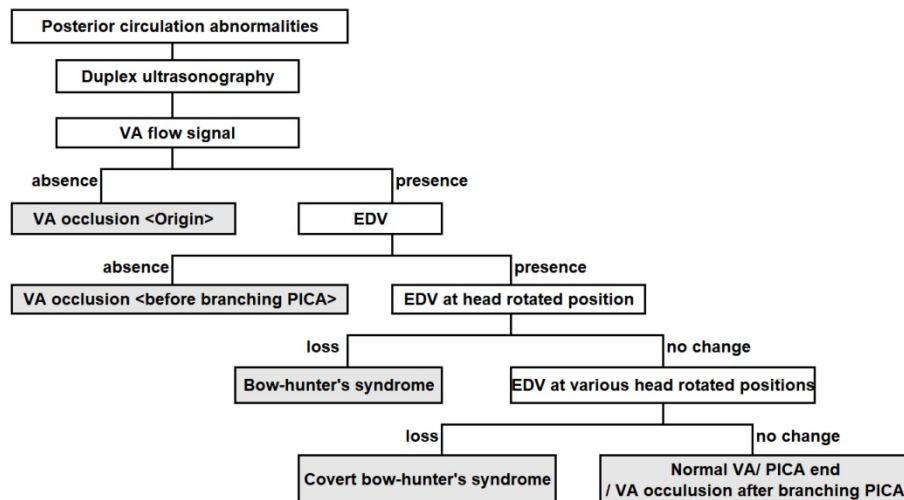 Posterior circulation abnormalities
Duplex ultrasonography
VA flow signal
absence
presence
VA occlusion <Origin>
EDV
absence
presence
VA occlusion <before branching PICA>
EDV at head rotated position
loss
no change
Bow-hunter's syndrome
EDV at various head rotated positions
loss
no change
Covert bow-hunter's syndrome
Normal VA/ PICA end
/ VA occulusion after branching PICA